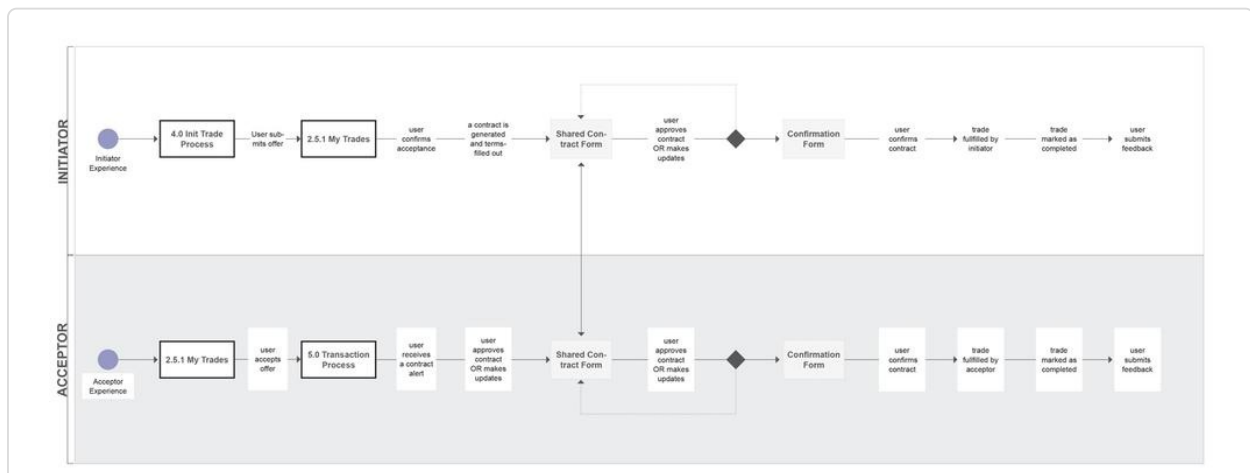 INITIATOR
Initiator
Experience
4.0 Init Trade
Process
User sub-
mits offer
2.5.1 My Trades
user
confirms
acceptance
a contract is
generated
and terms-
filled out
Shared Con-
tract Form
user
approves
contract
OR makes
updates
Confirmation
Form
user
confirms
contract
trade
fullfilled by
initiator
trade
marked as
completed
user
submits
feedback
ACCEPTOR
Acceptor
Experience
2.5.1 My Trades
user
accepts
offer
5.0 Transaction
Process
user
receives
a contract
alert
user
approves
contract
OR makes
updates
Shared Con-
tract Form
user
approves
contract
OR makes
updates
Confirmation
Form
user
confirms
contract
trade
fullfilled by
acceptor
trade
marked as
completed
user
submits
feedback